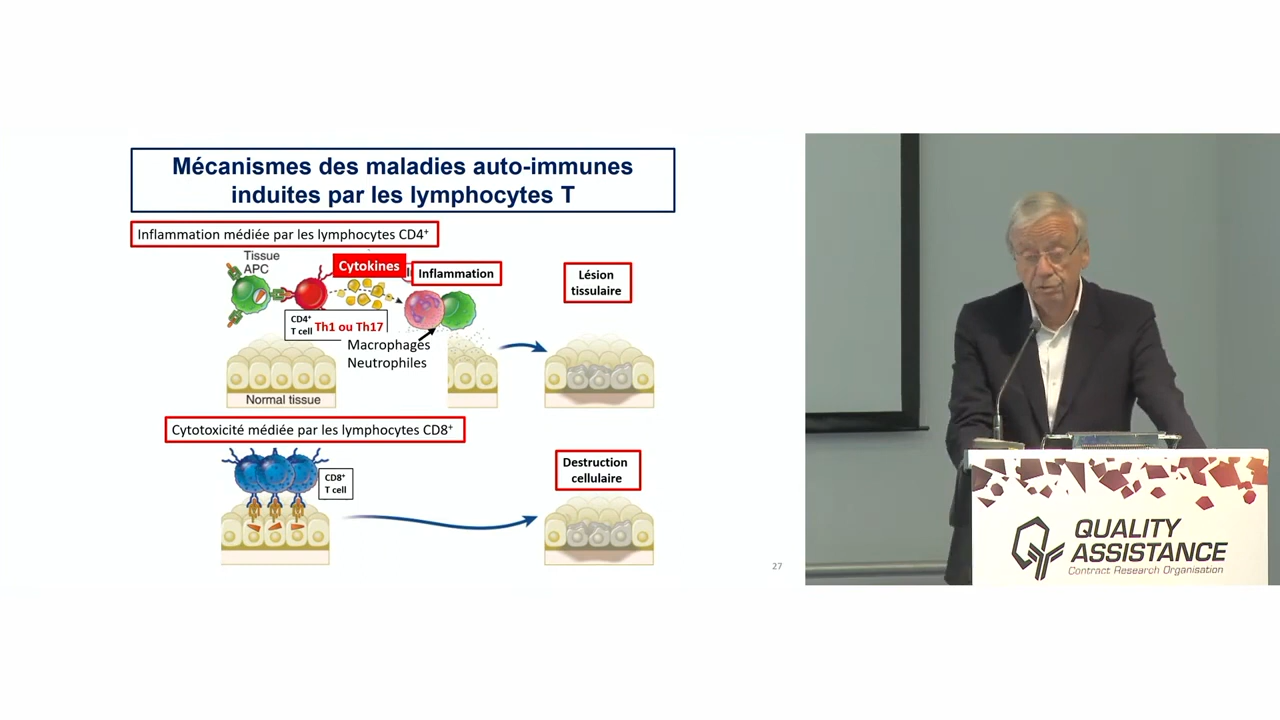 Mécanismes des maladies auto-immunes
induites par les lymphocytes T
Inflammation médiée par les lymphocytes CD4⁺
Tissue
APC
Cytokines
Inflammation
Lésion
tissulaire
CD4⁺
T cell
Th1 ou Th17
Macrophages
Neutrophiles
Normal tissue
Cytotoxicité médiée par les lymphocytes CD8⁺
CD8⁺
T cell
Destruction
cellulaire
27
QUALITY
ASSISTANCE
Contract Research Organisation